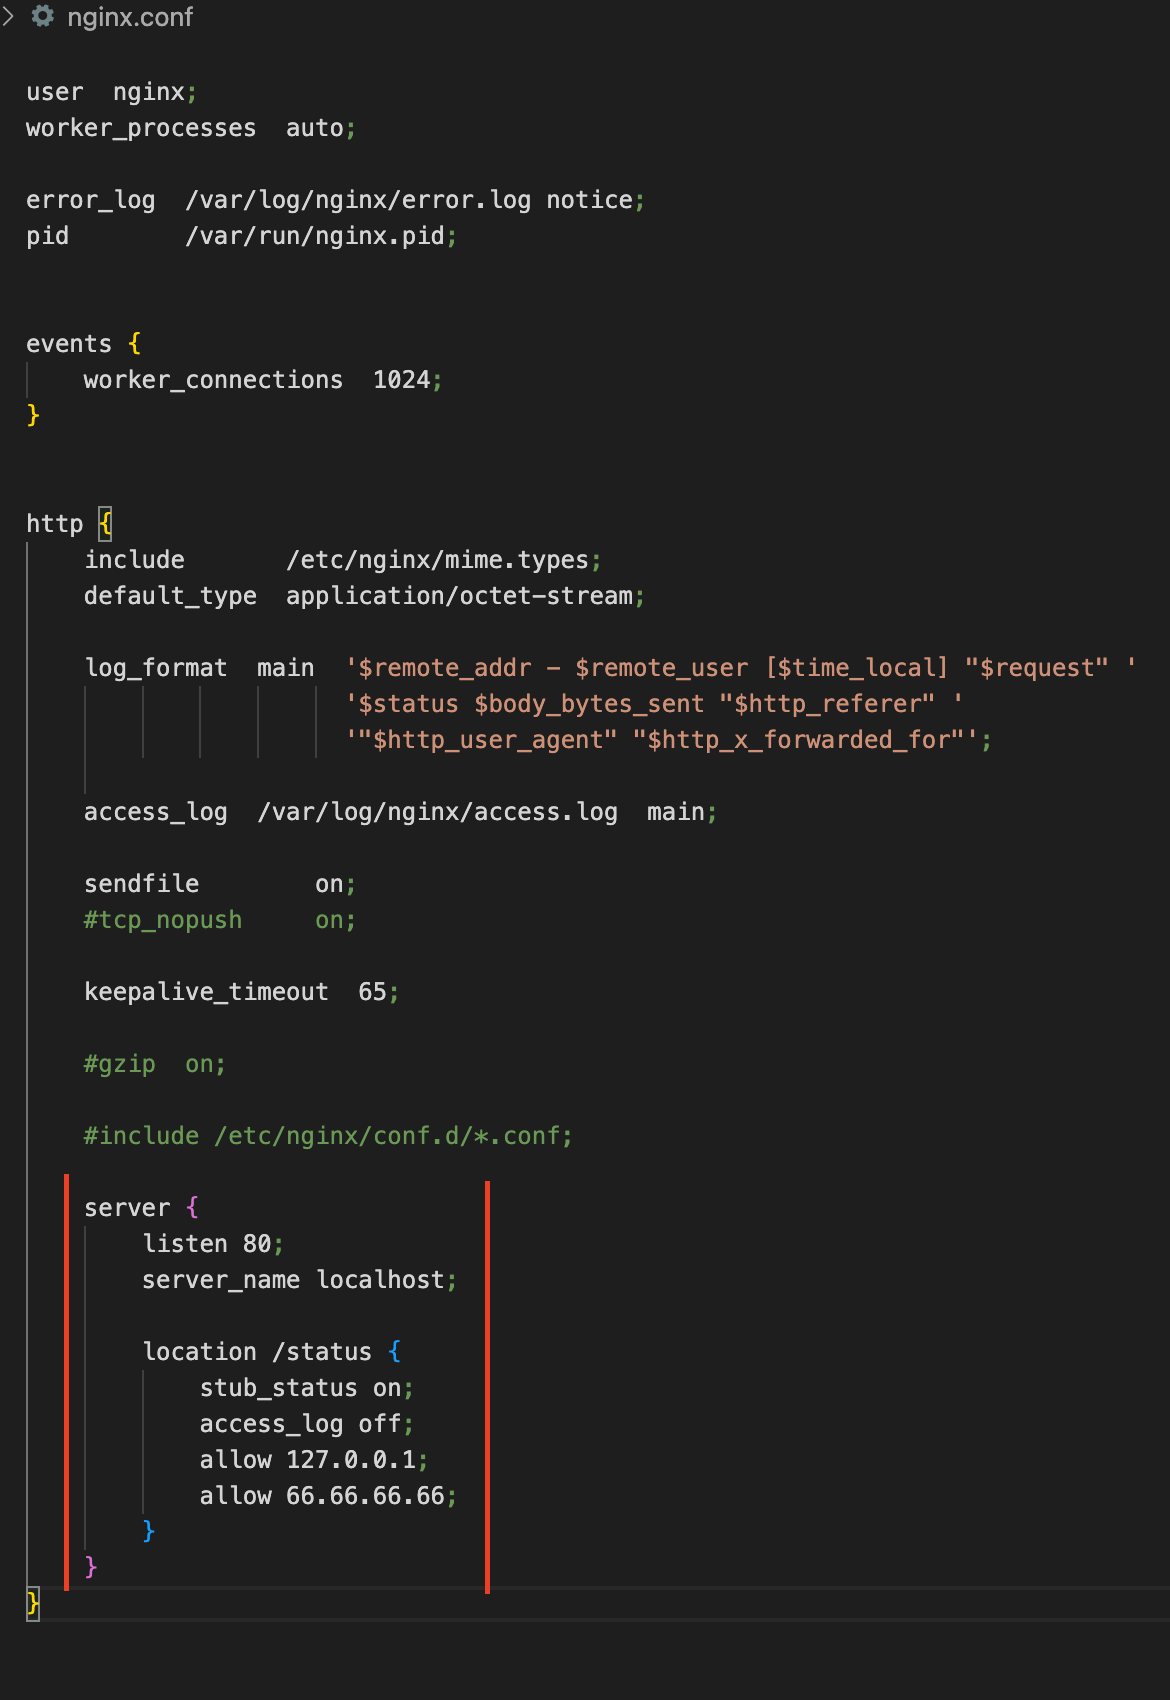 nginx.conf
user  nginx;
worker_processes  auto;
error_log  /var/log/nginx/error.log notice;
pid        /var/run/nginx.pid;
events {
    worker_connections  1024;
}
http {
    include       /etc/nginx/mime.types;
    default_type  application/octet-stream;
    log_format  main  '$remote_addr - $remote_user [$time_local] "$request" '
                      '$status $body_bytes_sent "$http_referer" '
                      '"$http_user_agent" "$http_x_forwarded_for"';
    access_log  /var/log/nginx/access.log  main;
    sendfile        on;
    #tcp_nopush     on;
    keepalive_timeout  65;
    #gzip  on;
    #include /etc/nginx/conf.d/*.conf;
    server {
        listen 80;
        server_name localhost;
        location /status {
            stub_status on;
            access_log off;
            allow 127.0.0.1;
            allow 66.66.66.66;
        }
    }
}